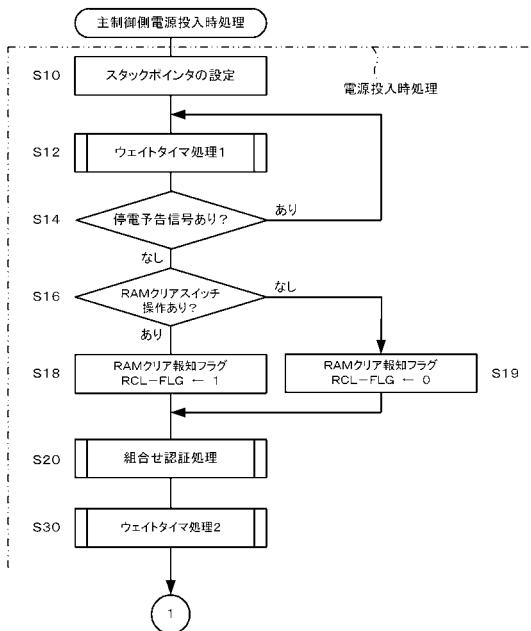 主制御側電源投入時処理
S10
スタックポインタの設定
電源投入時処理
S12
ウェイトタイマ処理1
S14
停電予告信号あり?
あり
なし
S16
RAMクリアスイッチ
操作あり?
なし
あり
S18
RAMクリア報知フラグ
RCL-FLG ← 1
RAMクリア報知フラグ
RCL-FLG ← 0
S19
S20
組合せ認証処理
S30
ウェイトタイマ処理2
1